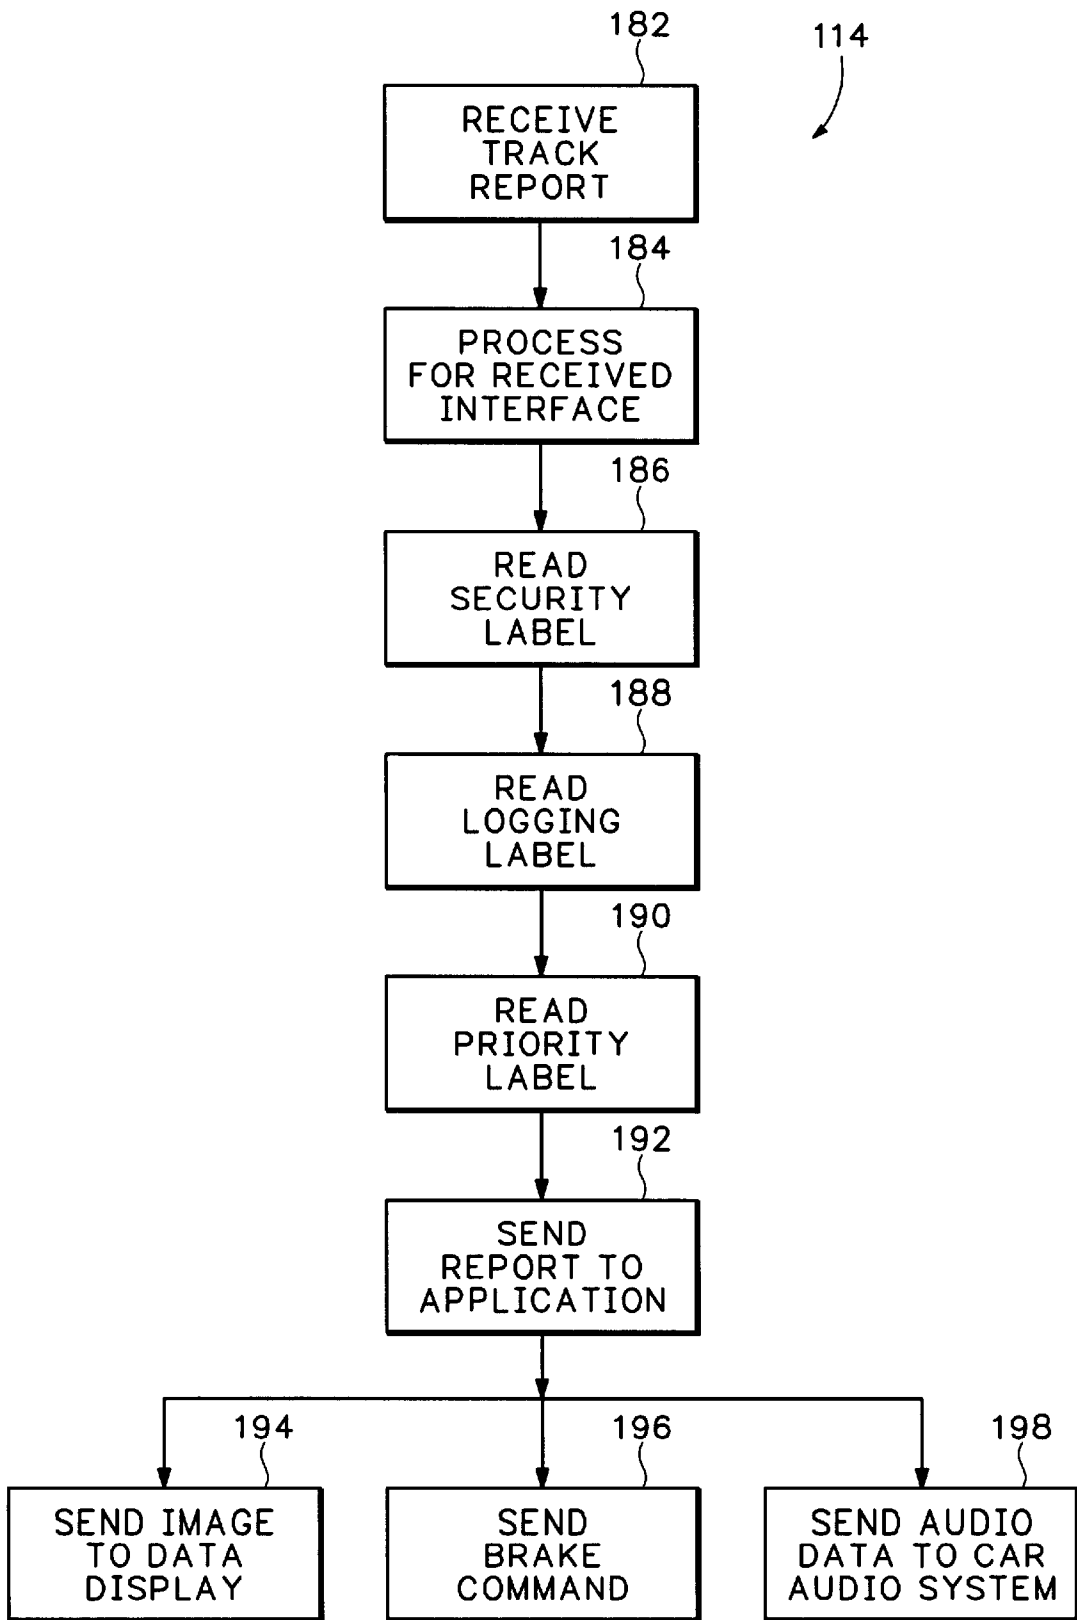 182
114
RECEIVE
TRACK
REPORT
184
PROCESS
FOR RECEIVED
INTERFACE
186
READ
SECURITY
LABEL
188
READ
LOGGING
LABEL
190
READ
PRIORITY
LABEL
192
SEND
REPORT TO
APPLICATION
194
SEND IMAGE
TO DATA
DISPLAY
196
SEND
BRAKE
COMMAND
198
SEND AUDIO
DATA TO CAR
AUDIO SYSTEM